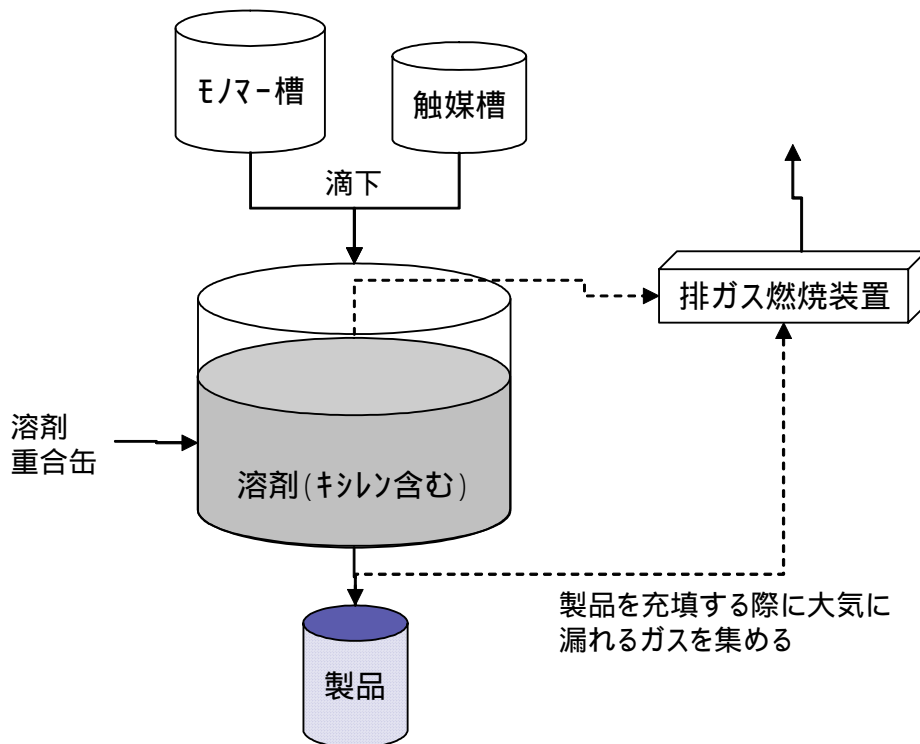 モノマー槽
触媒槽
滴下
排ガス燃焼装置
溶剤
重合缶
溶剤(キシレン含む)
製品を充填する際に大気に
漏れるガスを集める
製品